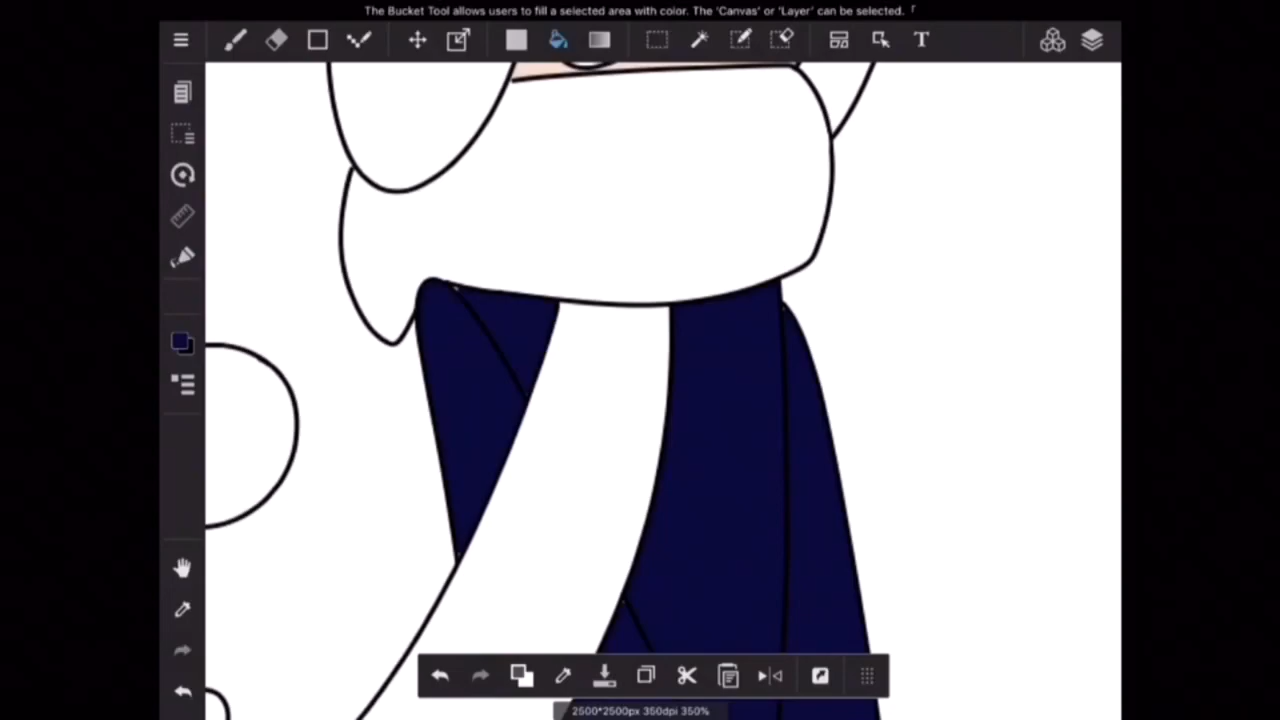 The 'Bucket Tool allows users to fill a selected area with color. The 'Canvas' or 'Layer' can be selected. 「
T
2500*2500px 350dpi 350%